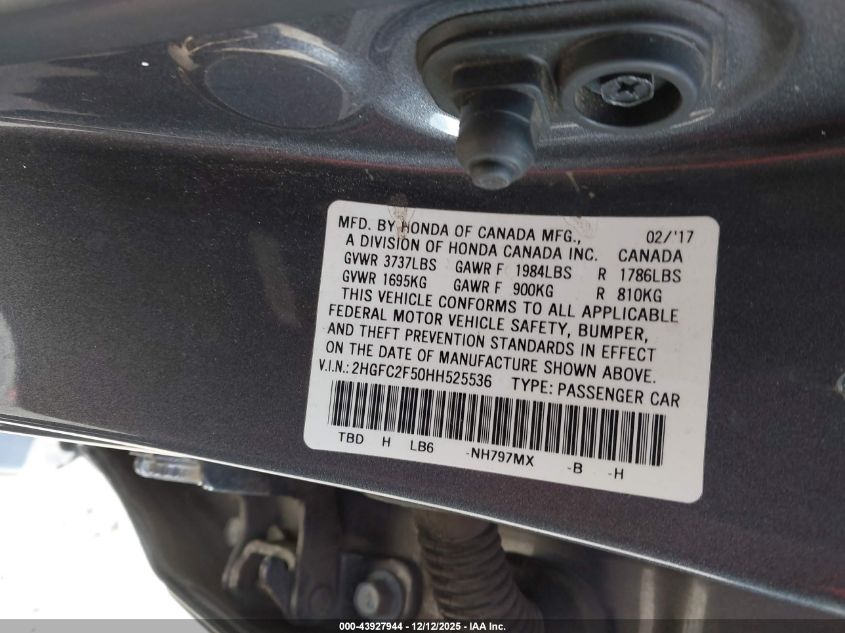 MFD. BY HONDA OF CANADA MFG., 02/'17
A DIVISION OF HONDA CANADA INC. CANADA
GVWR 3737LBS GAWR F 1984LBS R 1786LBS
GVWR 1695KG GAWR F 900KG R 810KG
THIS VEHICLE CONFORMS TO ALL APPLICABLE
FEDERAL MOTOR VEHICLE SAFETY, BUMPER,
AND THEFT PREVENTION STANDARDS IN EFFECT
ON THE DATE OF MANUFACTURE SHOWN ABOVE.
V.I.N.: 2HGFC2F50HH525536 TYPE: PASSENGER CAR
TBD H LB6 -NH797MX -B -H
000-43927944 - 12/12/2025 - IAA Inc.